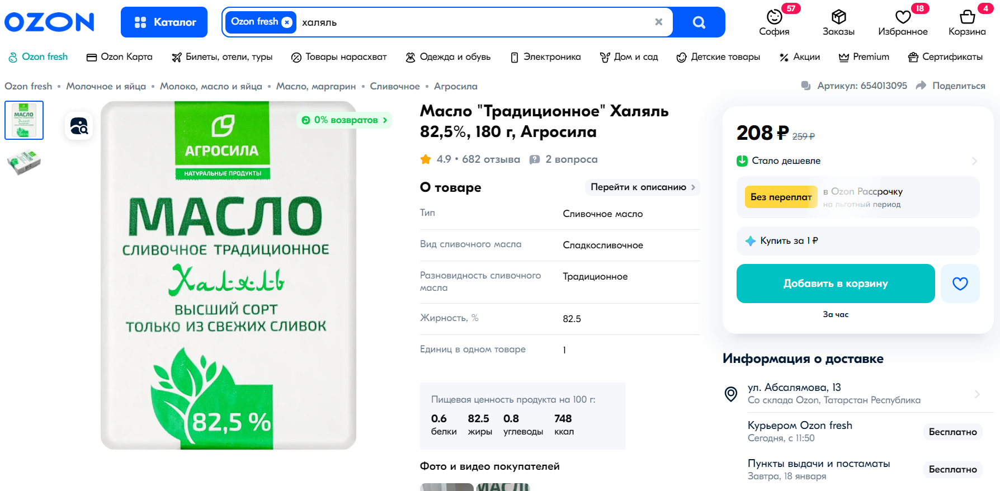 OZON
Каталог
Ozon fresh
халяль
57
София
Заказы
18
Избранное
4
Корзина
Ozon fresh
Ozon Карта
Билеты, отели, туры
Товары нарасхват
Одежда и обувь
Электроника
Дом и сад
Детские товары
Акции
Premium
Сертификаты
Ozon fresh • Молочное и яйца • Молоко, масло и яйца • Масло, маргарин • Сливочное • Агросила
Артикул: 654013095
Поделиться
0% возвратов
АГРОСИЛА
НАТУРАЛЬНЫЕ ПРОДУКТЫ
МАСЛО
СЛИВОЧНОЕ ТРАДИЦИОННОЕ
Халяль
ВЫСШИЙ СОРТ
ТОЛЬКО ИЗ СВЕЖИХ СЛИВОК
82,5 %
Масло "Традиционное" Халяль
82,5%, 180 г, Агросила
4.9 • 682 отзыва
2 вопроса
О товаре
Перейти к описанию
Тип
Сливочное масло
Вид сливочного масла
Сладкосливочное
Разновидность сливочного
масла
Традиционное
Жирность, %
82.5
Единиц в одном товаре
1
Пищевая ценность продукта на 100 г:
0.6 82.5 0.8 748
белки жиры углеводы ккал
Фото и видео покупателей
МАСЛО
208 ₽ 259 ₽
Стало дешевле
Без переплат
в Ozon Рассрочку
на льготный период
Купить за 1 ₽
Добавить в корзину
За час
Информация о доставке
ул. Абсалямова, 13
Со склада Ozon, Татарстан Республика
Курьером Ozon fresh
Сегодня, с 11:50
Бесплатно
Пункты выдачи и постаматы
Завтра, 18 января
Бесплатно